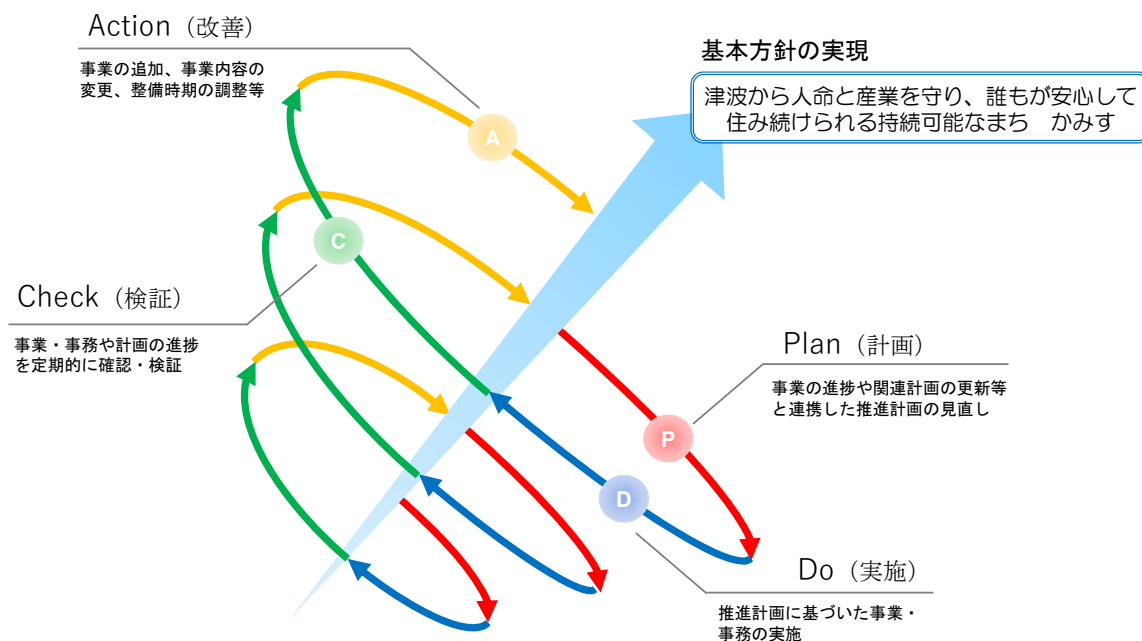 Action（改善）
事業の追加、事業内容の
変更、整備時期の調整等
基本方針の実現
津波から人命と産業を守り、誰もが安心して
住み続けられる持続可能なまち　かみす
A
C
Check（検証）
事業・事務や計画の進捗
を定期的に確認・検証
Plan（計画）
事業の進捗や関連計画の更新等
と連携した推進計画の見直し
P
D
Do（実施）
推進計画に基づいた事業・
事務の実施